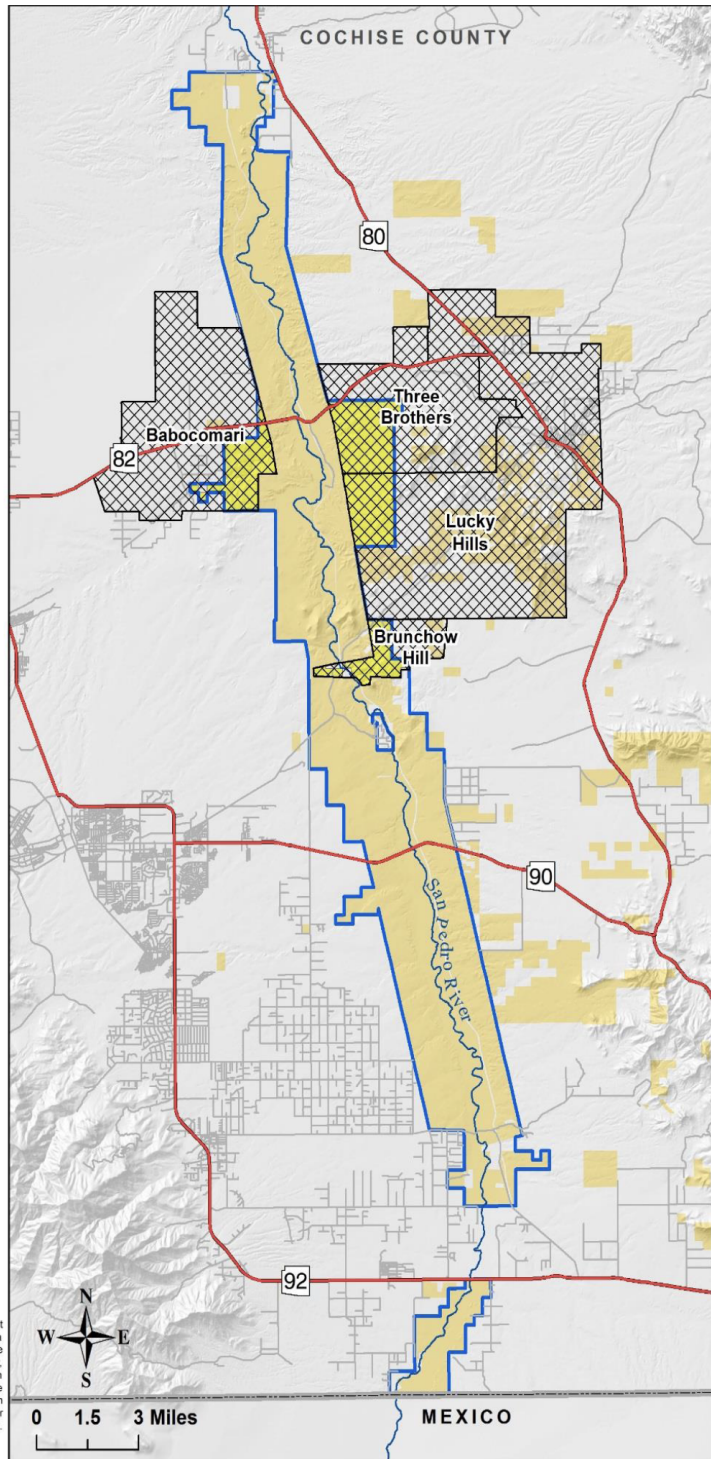 COCHISE COUNTY
80
Three
Brothers
Babocomari
82
Lucky
Hills
Brunchow
Hill
90
San Pedro River
92
N
W E
S
0 1.5 3 Miles
MEXICO